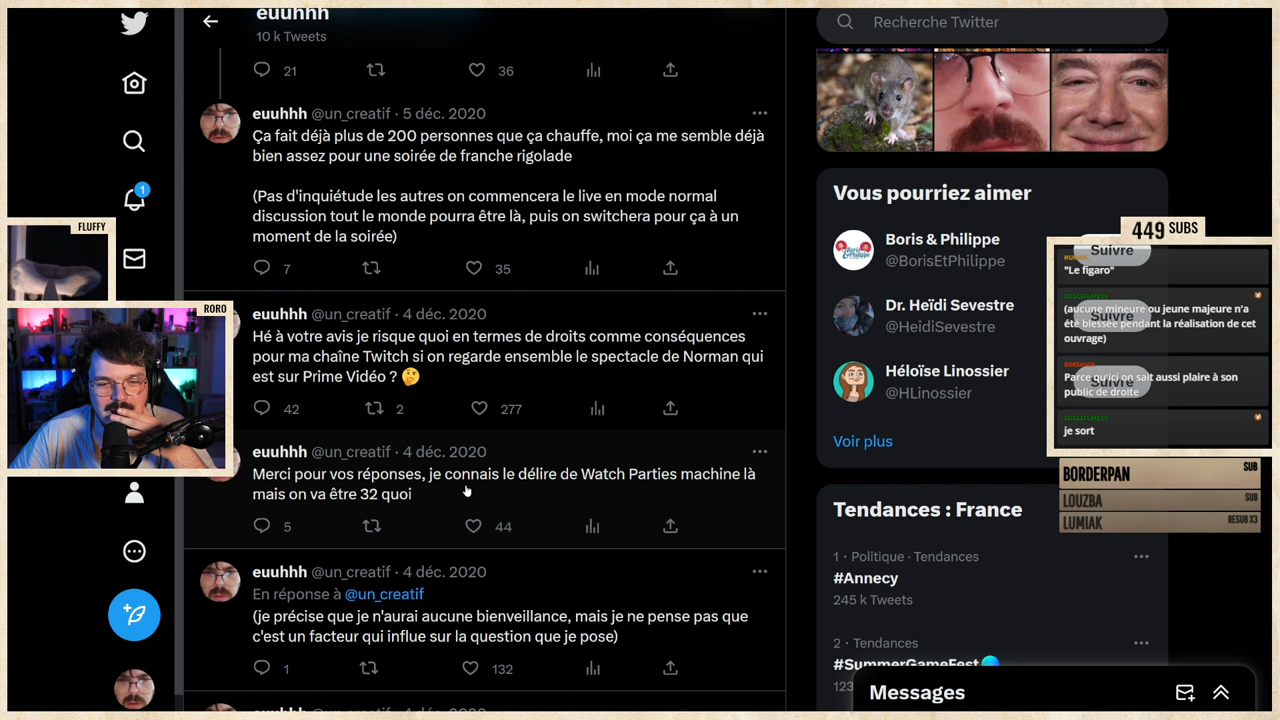 euuhhh
10 k Tweets
21
36
euuhhh @un_creatif · 5 déc. 2020
Ça fait déjà plus de 200 personnes que ça chauffe, moi ça me semble déjà
bien assez pour une soirée de franche rigolade
(Pas d'inquiétude les autres on commencera le live en mode normal
discussion tout le monde pourra être là, puis on switchera pour ça à un
moment de la soirée)
7
35
euuhhh @un_creatif · 4 déc. 2020
Hé à votre avis je risque quoi en termes de droits comme conséquences
pour ma chaîne Twitch si on regarde ensemble le spectacle de Norman qui
est sur Prime Vidéo ?
42
2
277
euuhhh @un_creatif · 4 déc. 2020
Merci pour vos réponses, je connais le délire de Watch Parties machine là
mais on va être 32 quoi
5
44
euuhhh @un_creatif · 4 déc. 2020
En réponse à @un_creatif
(je précise que je n'aurai aucune bienveillance, mais je ne pense pas que
c'est un facteur qui influe sur la question que je pose)
1
132
1
FLUFFY
RORO
Recherche Twitter
Vous pourriez aimer
Boris & Philippe
@BorisEtPhilippe
Suivre
Dr. Heïdi Sevestre
@HeidiSevestre
Suivre
Héloïse Linossier
@HLinossier
Suivre
Voir plus
449 SUBS
"Le figaro"
(aucune mineure ou jeune majeure n'a
été blessée pendant la réalisation de cet
ouvrage)
Parce qu'ici on sait aussi plaire à son
public de droite
je sort
BORDERPAN SUB
LOUZBA SUB
LUMIAK RESUB X3
Tendances : France
1 · Politique · Tendances
#Annecy
245 k Tweets
2 · Tendances
#SummerGameFest
Messages